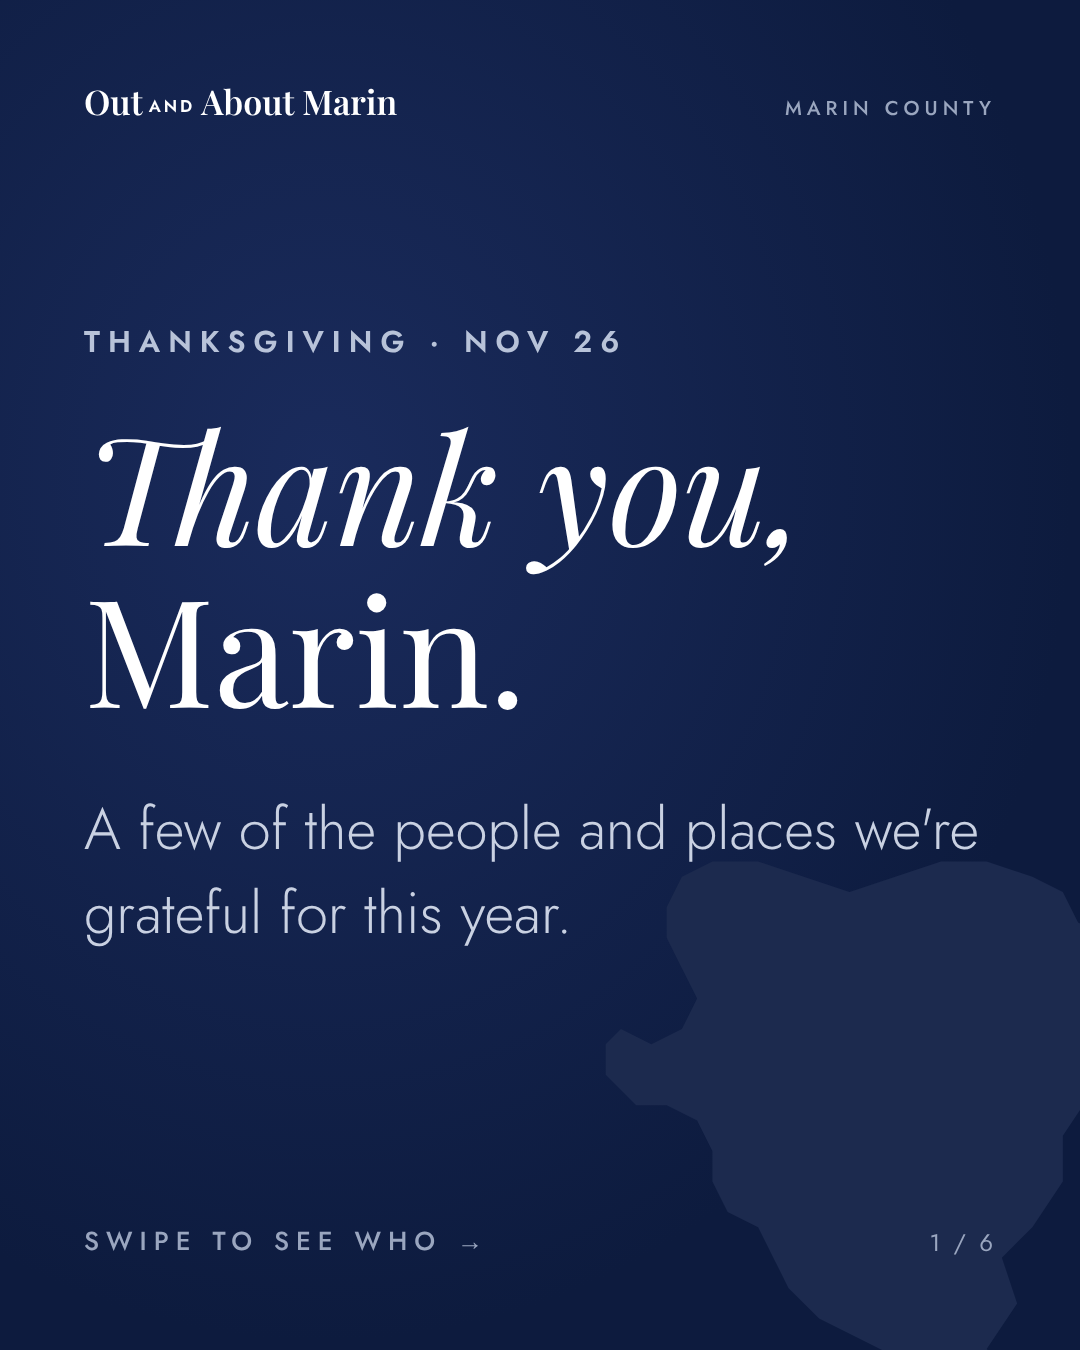 Out AND About Marin
MARIN COUNTY
THANKSGIVING · NOV 26
Thank you,
Marin.
A few of the people and places we're
grateful for this year.
SWIPE TO SEE WHO →
1 / 6